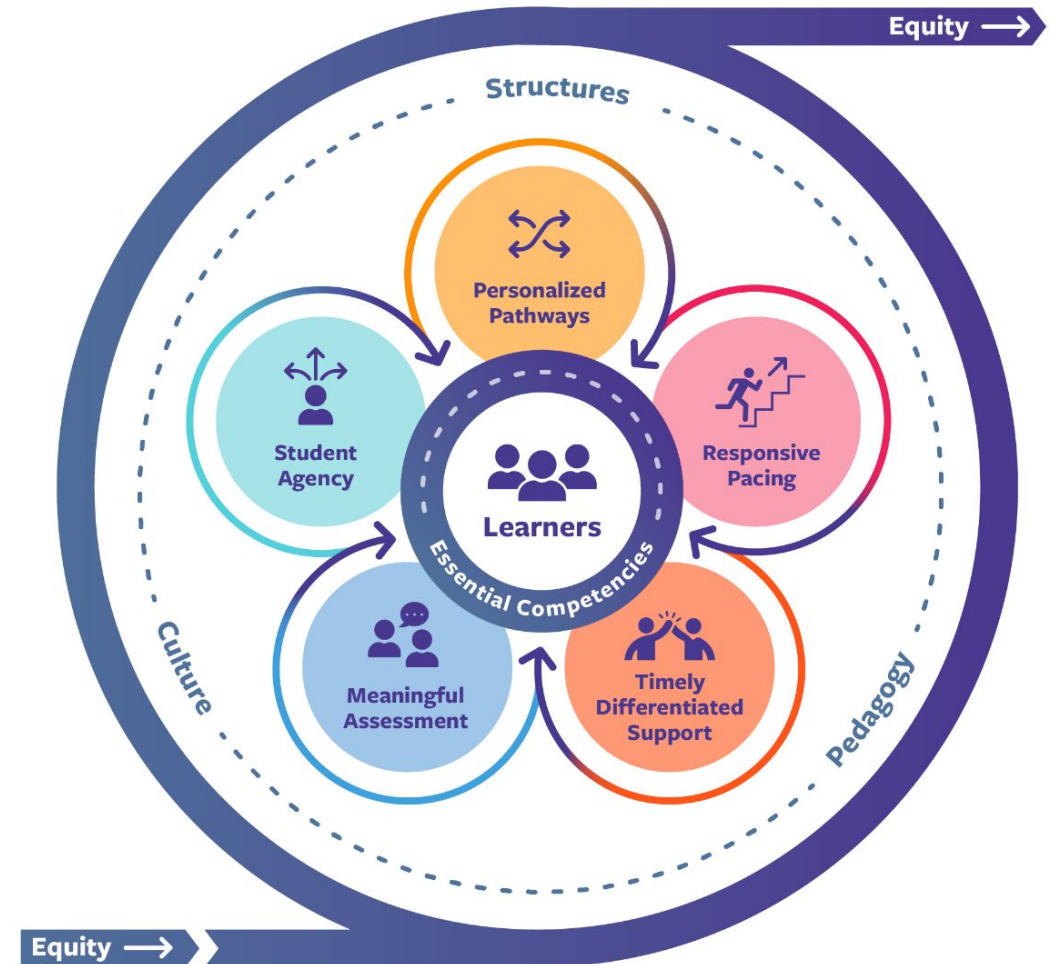 Equity
Structures
Personalized
Pathways
Student
Agency
Responsive
Pacing
Learners
Essential Competencies
Meaningful
Assessment
Timely
Differentiated
Support
Culture
Pedagogy
Equity